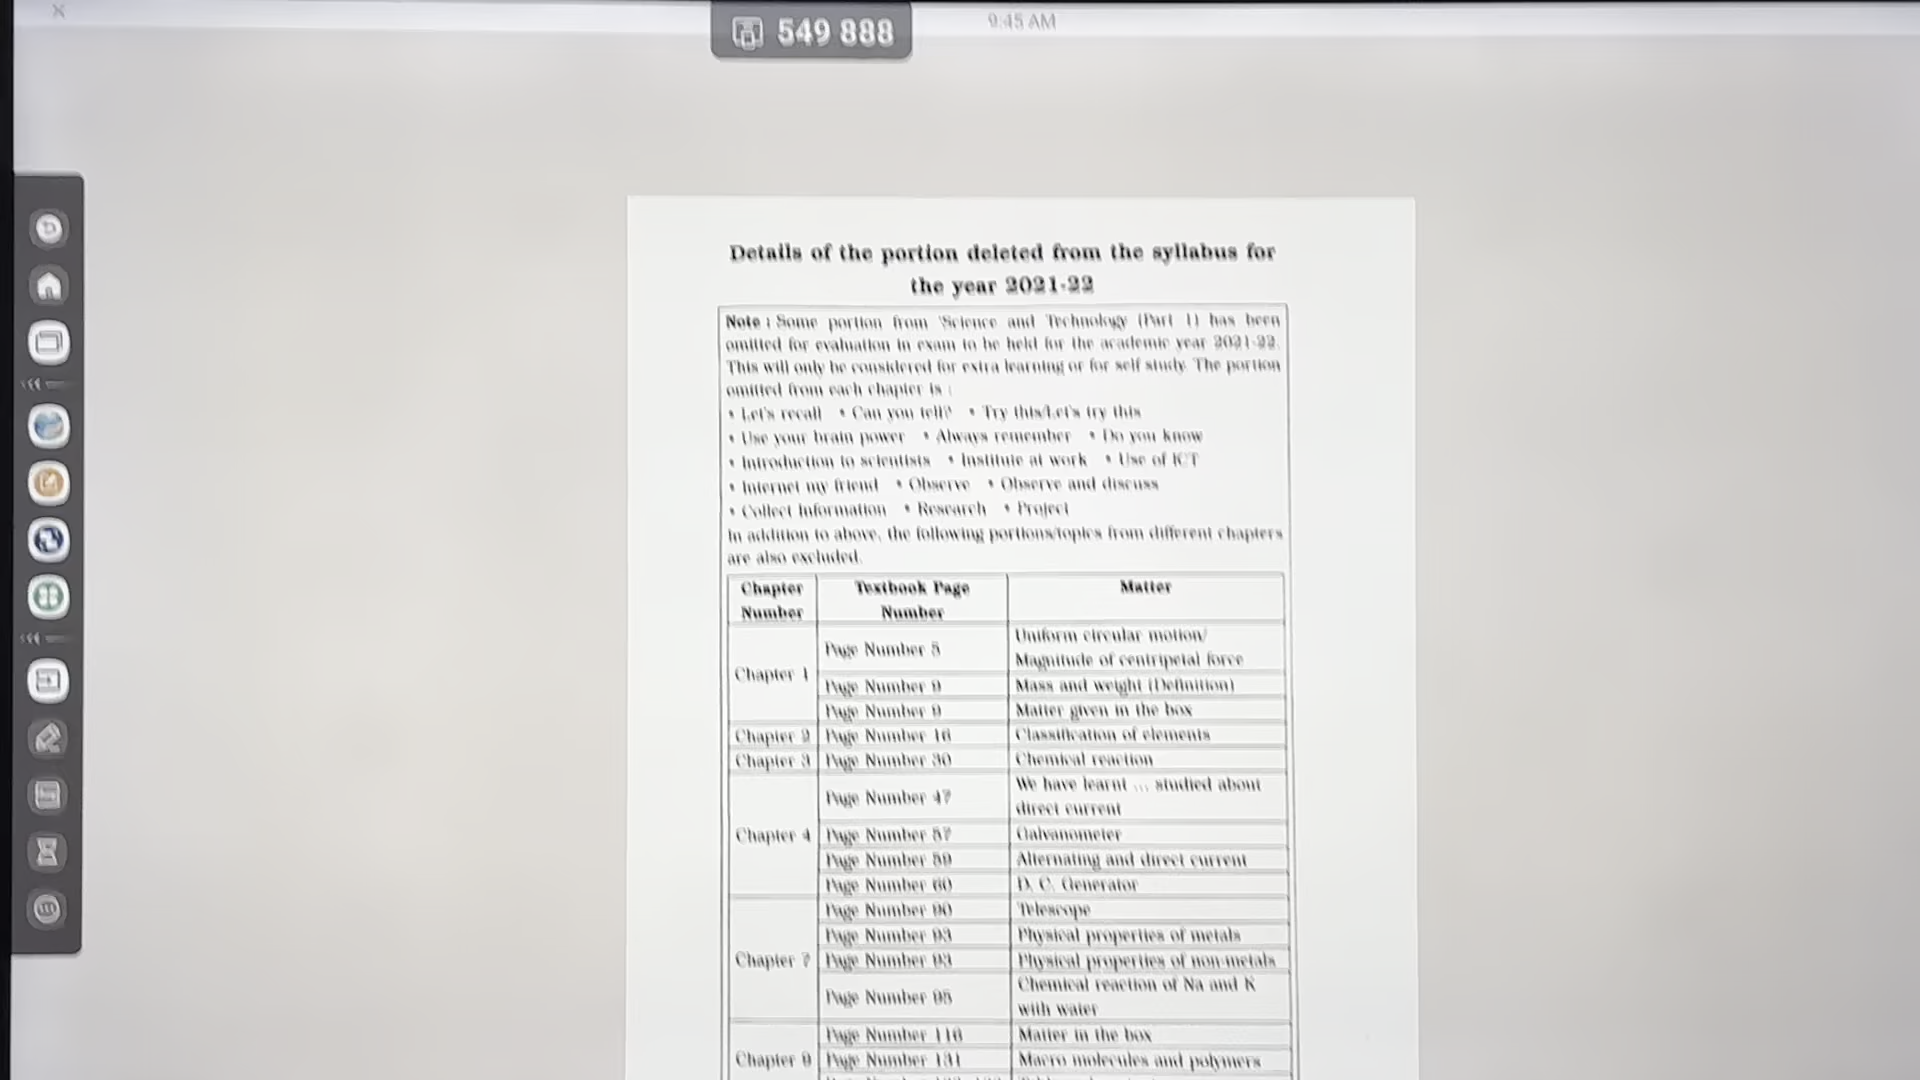 549 888
9:45 AM
Details of the portion deleted from the syllabus for
the year 2021-22
Note : Some portion from 'Science and Technology (Part 1) has been
omitted for evaluation in exam to be held for the academic year 2021-22.
This will only be considered for extra learning or for self study. The portion
omitted from each chapter is :
• Let's recall • Can you tell? • Try this/Let's try this
• Use your brain power • Always remember • Do you know
• Introduction to scientists • Institute at work • Use of ICT
• Internet my friend • Observe • Observe and discuss
• Collect Information • Research • Project
In addition to above, the following portions/topics from different chapters
are also excluded.
Chapter Number Textbook Page Number Matter
Chapter 1
Page Number 5 Uniform circular motion/
Magnitude of centripetal force
Page Number 9 Mass and weight (Definition)
Page Number 9 Matter given in the box
Chapter 2 Page Number 16 Classification of elements
Chapter 3 Page Number 30 Chemical reaction
Chapter 4
Page Number 47 We have learnt ... studied about
direct current
Page Number 57 Galvanometer
Page Number 59 Alternating and direct current
Page Number 60 D. C. Generator
Chapter 7
Page Number 90 Telescope
Page Number 93 Physical properties of metals
Page Number 93 Physical properties of non-metals
Page Number 95 Chemical reaction of Na and K
with water
Chapter 9
Page Number 116 Matter in the box
Page Number 131 Macro molecules and polymers